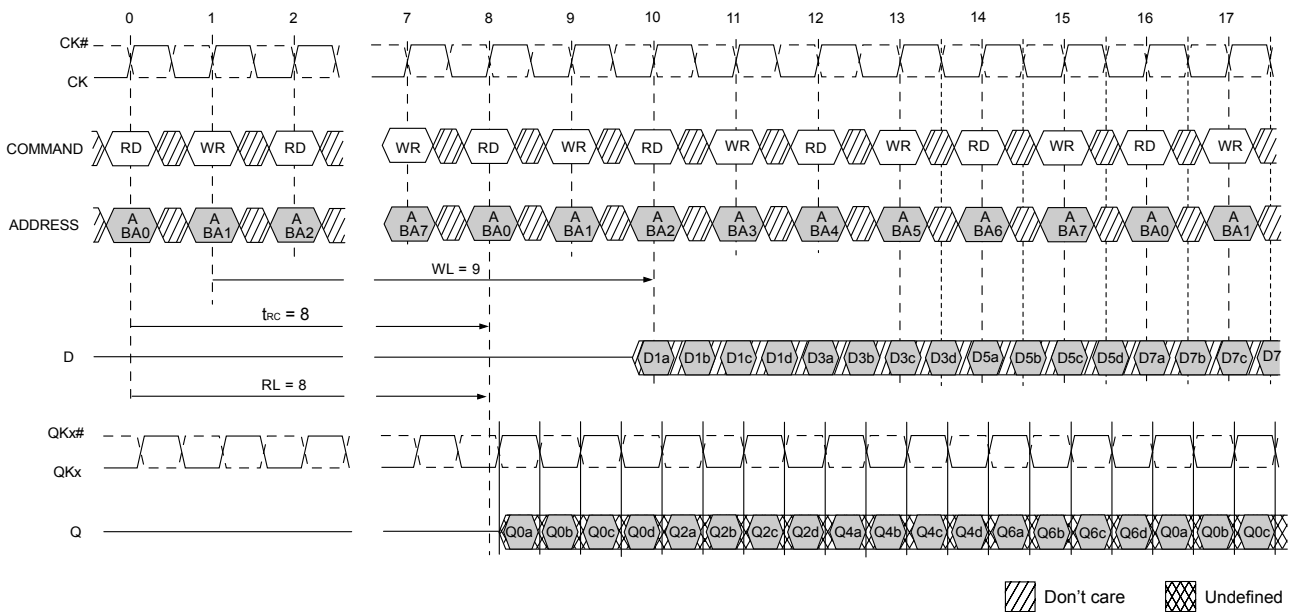 0 1 2 7 8 9 10 11 12 13 14 15 16 17
CK#
CK
COMMAND RD WR RD WR RD WR RD WR RD WR RD WR RD WR
ADDRESS A BA0 A BA1 A BA2 A BA7 A BA0 A BA1 A BA2 A BA3 A BA4 A BA5 A BA6 A BA7 A BA0 A BA1
WL = 9
tRC = 8
D D1a D1b D1c D1d D3a D3b D3c D3d D5a D5b D5c D5d D7a D7b D7c D7
RL = 8
QKx#
QKx
Q Q0a Q0b Q0c Q0d Q2a Q2b Q2c Q2d Q4a Q4b Q4c Q4d Q6a Q6b Q6c Q6d Q0a Q0b Q0c
Don't care Undefined